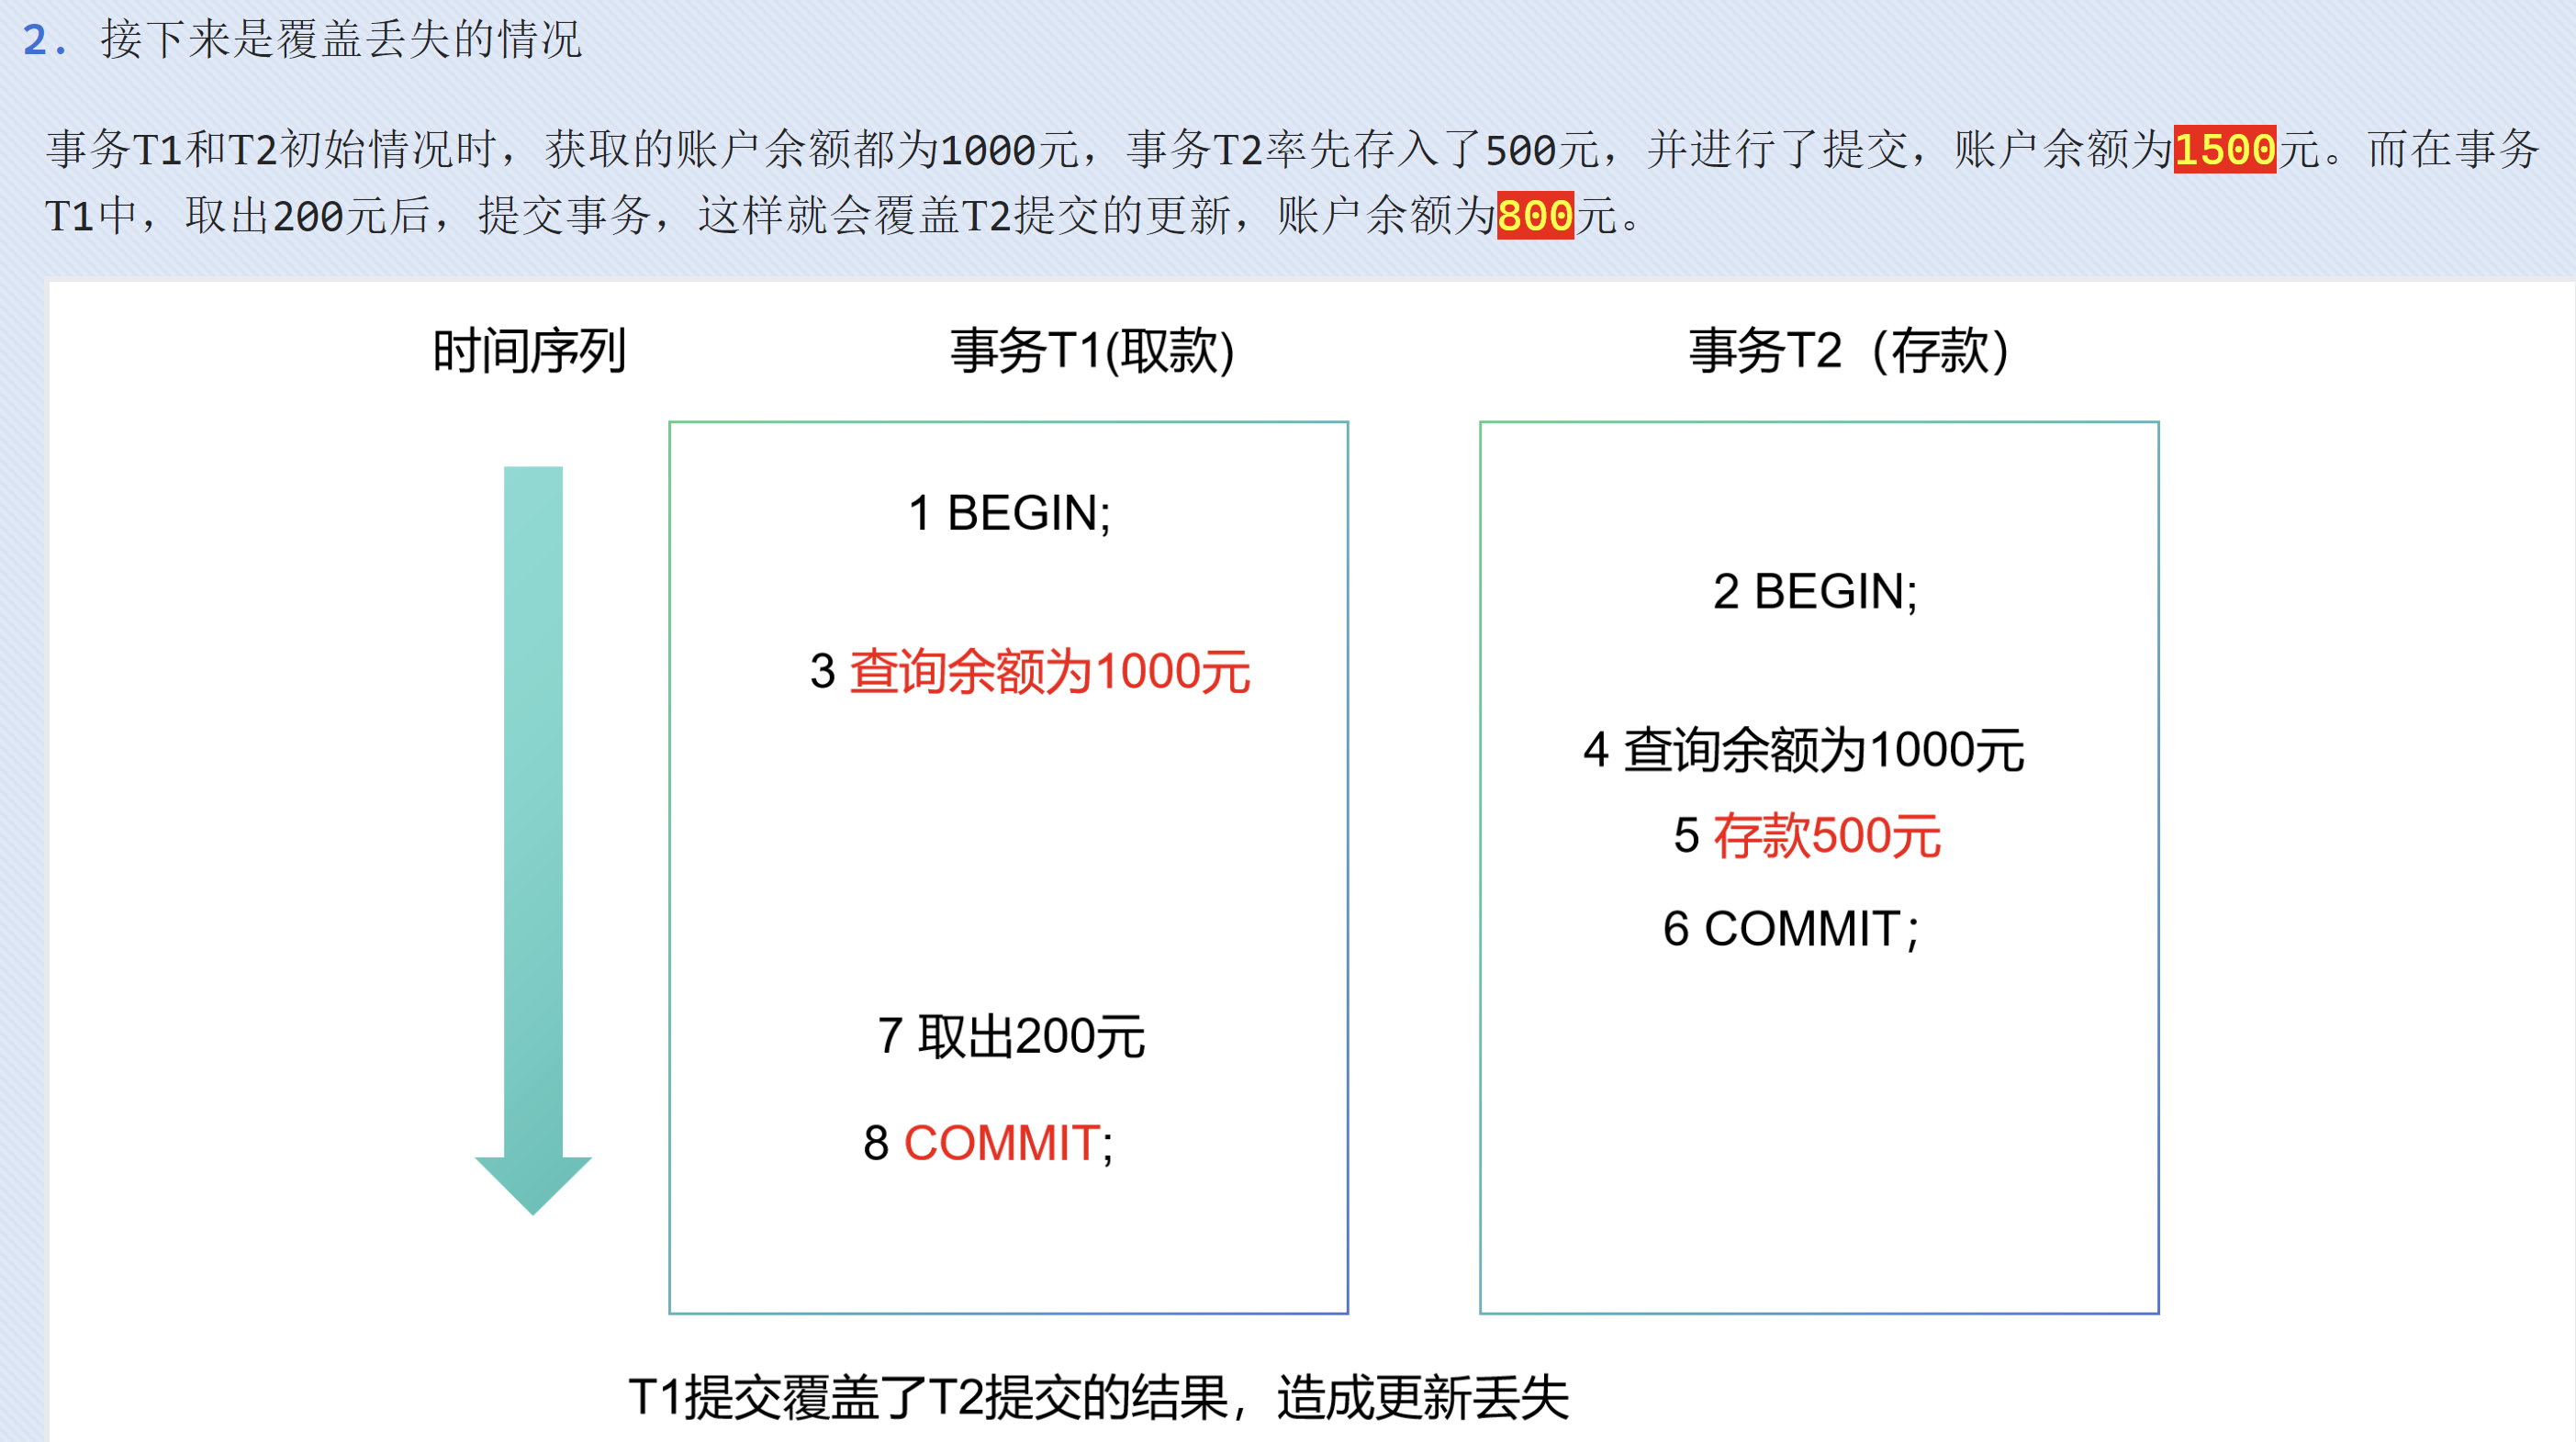 2. 接下来是覆盖丢失的情况
事务T1和T2初始情况时，获取的账户余额都为1000元，事务T2率先存入了500元，并进行了提交，账户余额为1500元。而在事务
T1中，取出200元后，提交事务，这样就会覆盖T2提交的更新，账户余额为800元。
时间序列 事务T1(取款) 事务T2（存款）
1 BEGIN;
2 BEGIN;
3 查询余额为1000元
4 查询余额为1000元
5 存款500元
6 COMMIT；
7 取出200元
8 COMMIT;
T1提交覆盖了T2提交的结果，造成更新丢失